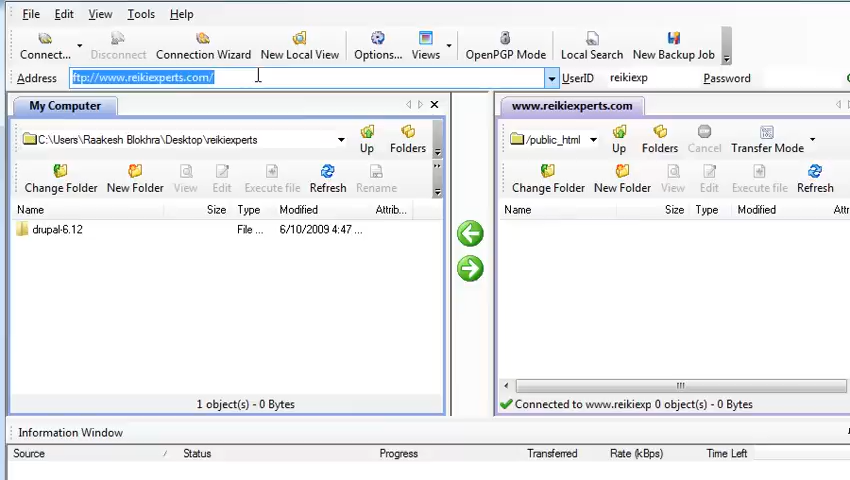 File Edit View Tools Help
Connect... Disconnect Connection Wizard New Local View Options... Views OpenPGP Mode Local Search New Backup Job
Address ftp://www.reikiexperts.com/ UserID reikiexp Password
My Computer
www.reikiexperts.com
C:\Users\Raakesh Blokhra\Desktop\reikiexperts Up Folders
/public_html Up Folders Cancel Transfer Mode
Change Folder New Folder View Edit Execute file Refresh Rename
Change Folder New Folder View Edit Execute file Refresh
Name Size Type Modified Attrib...
Name Size Type Modified Attri
drupal-6.12 File ... 6/10/2009 4:47 ...
1 object(s) - 0 Bytes
Connected to www.reikiexp 0 object(s) - 0 Bytes
Information Window
Source Status Progress Transferred Rate (kBps) Time Left